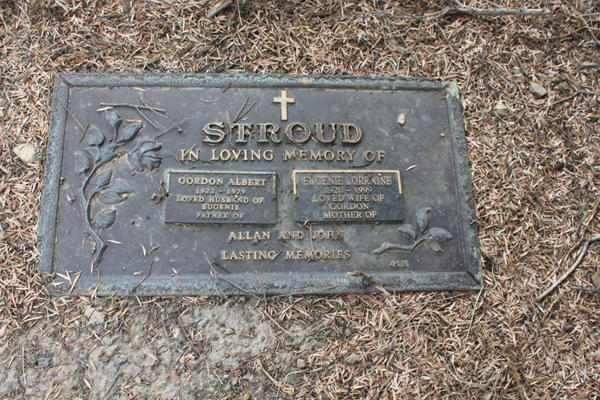 STROUD
IN LOVING MEMORY OF
GORDON ALBERT
1922 - 1975
LOVED HUSBAND OF
EUGENIE
FATHER OF
EUGENIE LORRAINE
1920 - 1999
LOVED WIFE OF
GORDON
MOTHER OF
ALLAN AND JOHN
LASTING MEMORIES